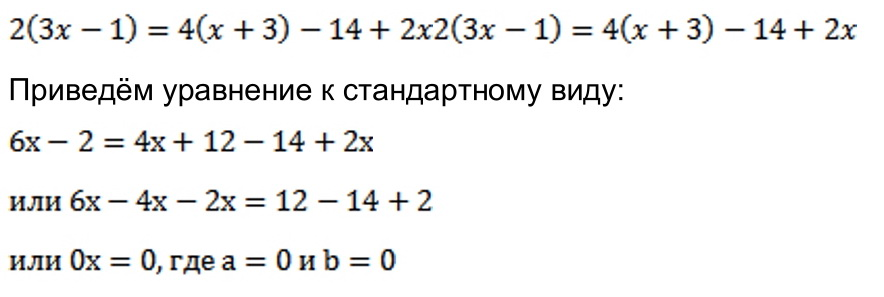 2(3x − 1) = 4(x + 3) − 14 + 2x2(3x − 1) = 4(x + 3) − 14 + 2x
Приведём уравнение к стандартному виду:
6x − 2 = 4x + 12 − 14 + 2x
или 6x − 4x − 2x = 12 − 14 + 2
или 0x = 0, где a = 0 и b = 0